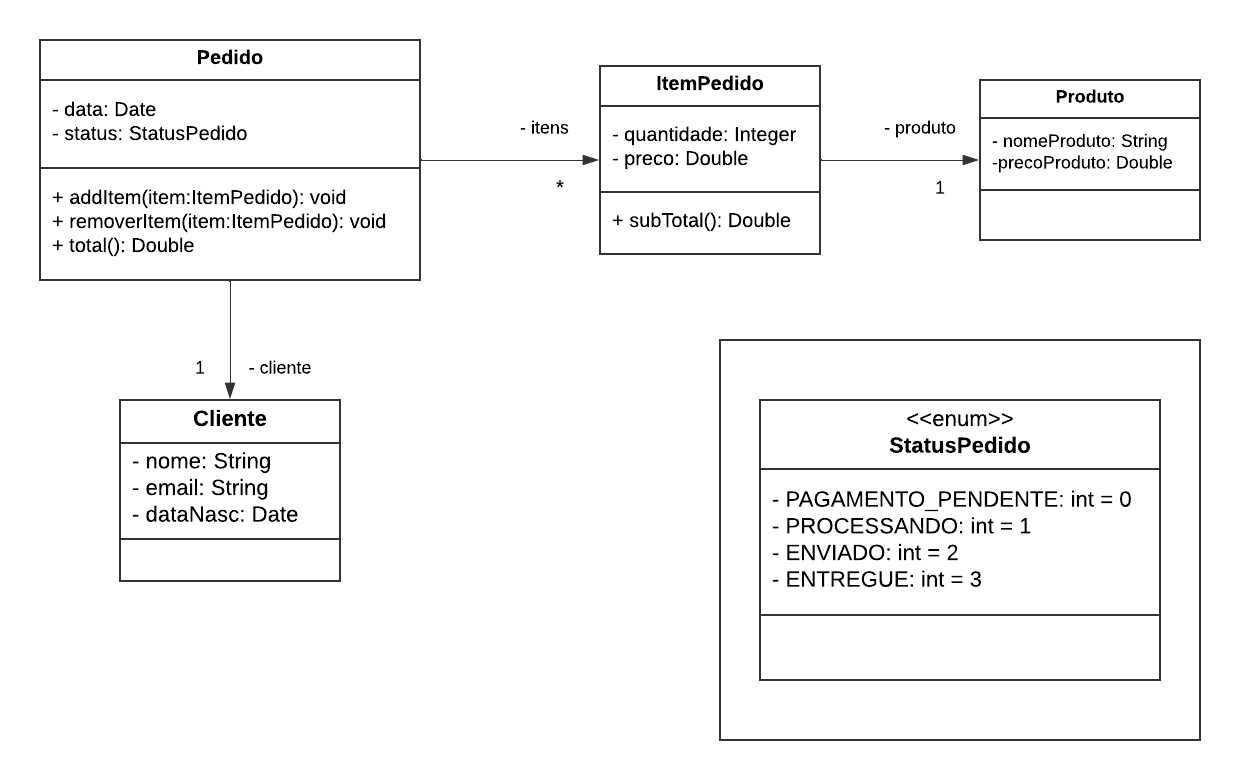 Pedido
- data: Date
- status: StatusPedido
+ addItem(item:ItemPedido): void
+ removerItem(item:ItemPedido): void
+ total(): Double
- itens
*
ItemPedido
- quantidade: Integer
- preco: Double
+ subTotal(): Double
- produto
1
Produto
- nomeProduto: String
-precoProduto: Double
1
- cliente
Cliente
- nome: String
- email: String
- dataNasc: Date
<<enum>>
StatusPedido
- PAGAMENTO_PENDENTE: int = 0
- PROCESSANDO: int = 1
- ENVIADO: int = 2
- ENTREGUE: int = 3